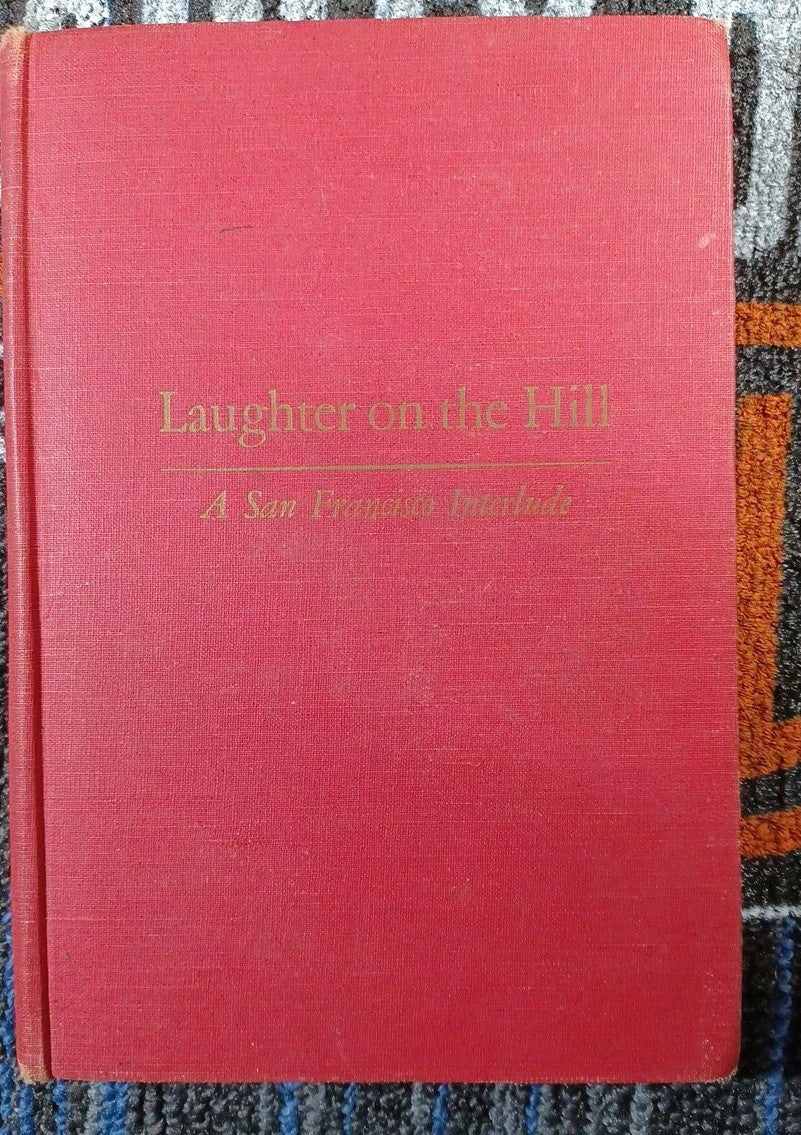 Laughter on the Hill
A San Francisco Interlude